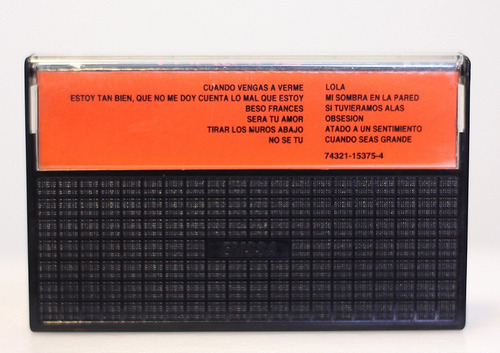 CUANDO VENGAS A VERME
ESTOY TAN BIEN, QUE NO ME DOY CUENTA LO MAL QUE ESTOY
BESO FRANCES
SERA TU AMOR
TIRAR LOS MUROS ABAJO
NO SE TU
LOLA
MI SOMBRA EN LA PARED
SI TUVIERAMOS ALAS
OBSESION
ATADO A UN SENTIMIENTO
CUANDO SEAS GRANDE
74321-15375-4